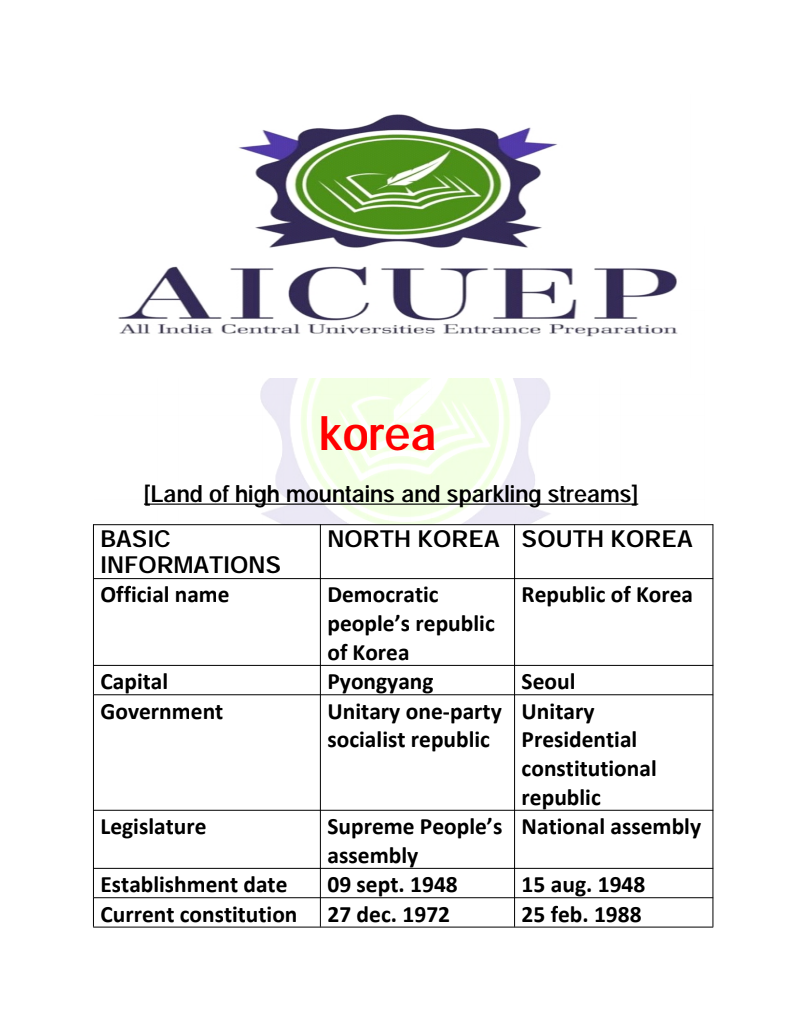 AICUEP
All India Central Universities Entrance Preparation
korea
[Land of high mountains and sparkling streams]
BASIC INFORMATIONS NORTH KOREA SOUTH KOREA
Official name Democratic people’s republic of Korea Republic of Korea
Capital Pyongyang Seoul
Government Unitary one-party socialist republic Unitary Presidential constitutional republic
Legislature Supreme People’s assembly National assembly
Establishment date 09 sept. 1948 15 aug. 1948
Current constitution 27 dec. 1972 25 feb. 1988